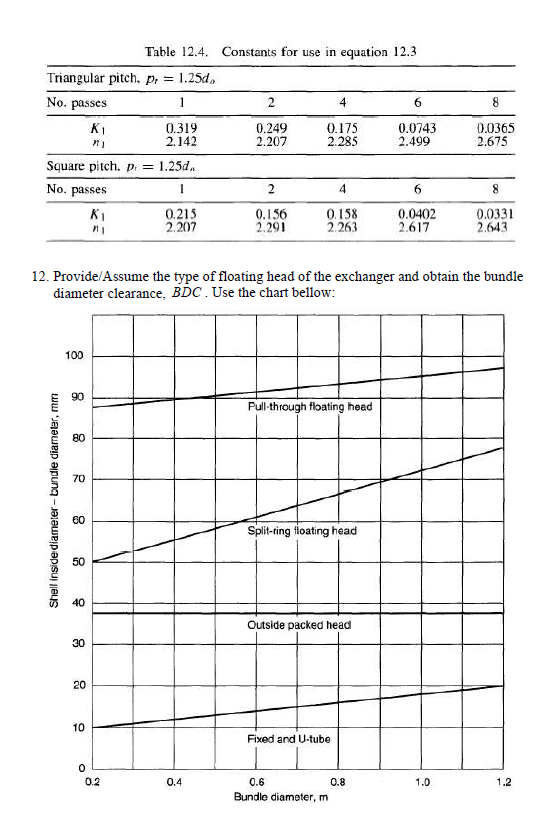 Table 12.4. Constants for use in equation 12.3
Triangular pitch, pt = 1.25do
No. passes 1 2 4 6 8
K1 0.319 0.249 0.175 0.0743 0.0365
n1 2.142 2.207 2.285 2.499 2.675
Square pitch. pt = 1.25do
No. passes 1 2 4 6 8
K1 0.215 0.156 0.158 0.0402 0.0331
n1 2.207 2.291 2.263 2.617 2.643
12. Provide/Assume the type of floating head of the exchanger and obtain the bundle
diameter clearance, BDC . Use the chart bellow:
Shell inside diameter – bundle diameter, mm
100
90
Pull-through floating head
80
70
60
Split-ring floating head
50
40
Outside packed head
30
20
10
Fixed and U-tube
0
0.2 0.4 0.6 0.8 1.0 1.2
Bundle diameter, m